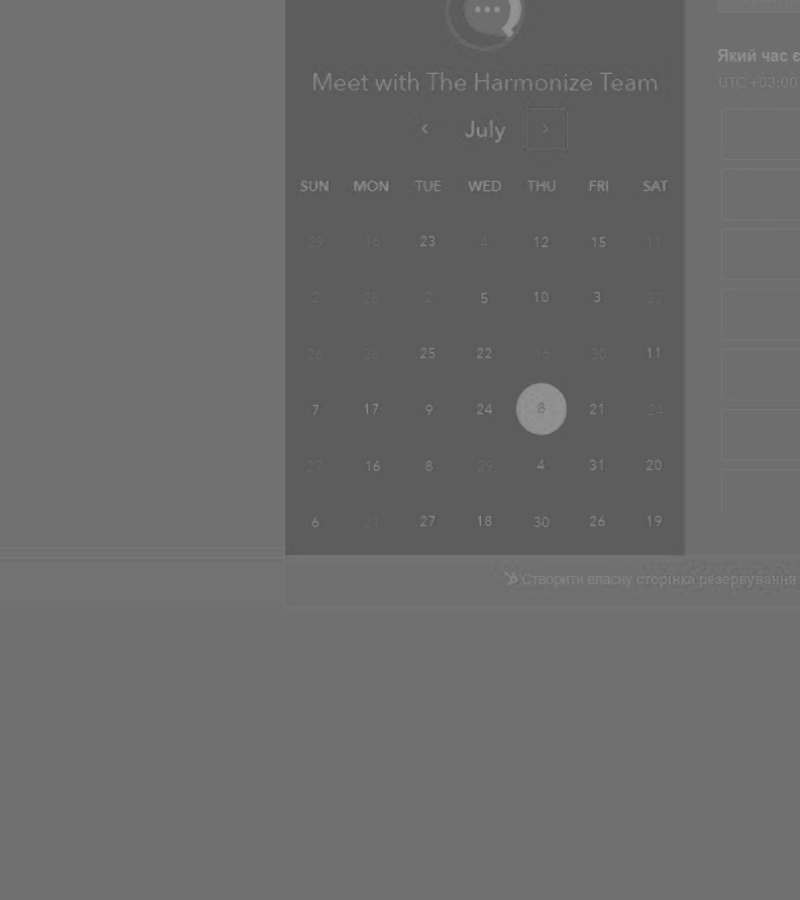 Meet with The Harmonize Team
Який час є
UTC +03:00
July
SUN MON TUE WED THU FRI SAT
29 16 23 4 12 15 11
2 25 2 5 10 3 22
26 28 25 22 16 30 11
7 17 9 24 8 21 24
27 16 8 29 4 31 20
6 21 27 18 30 26 19
Створити власну сторінка резервування